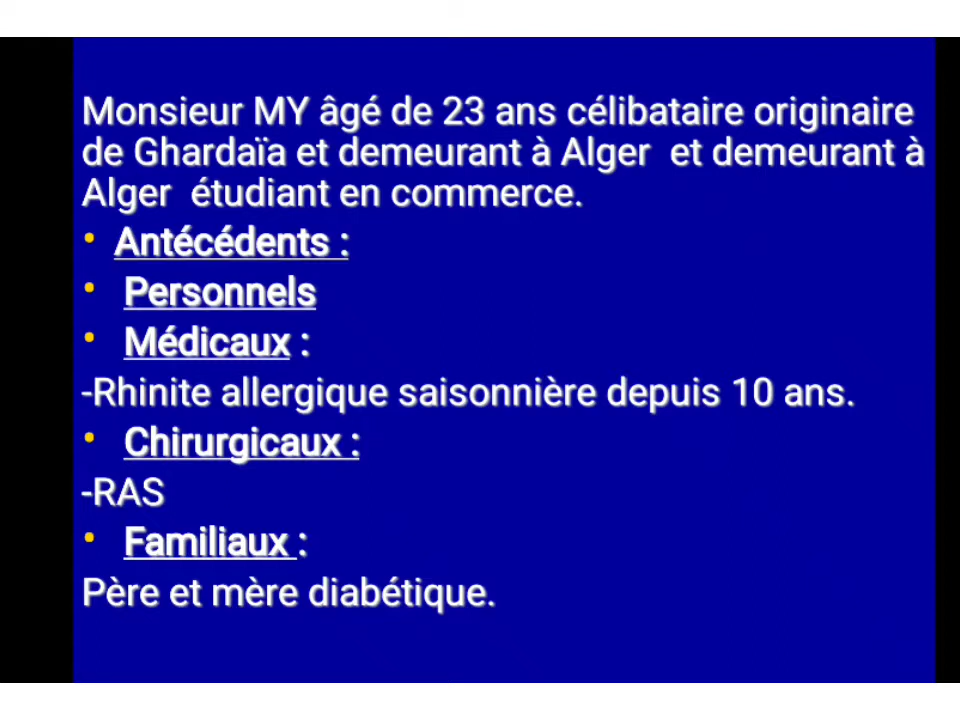 Monsieur MY âgé de 23 ans célibataire originaire
de Ghardaïa et demeurant à Alger  et demeurant à
Alger  étudiant en commerce.
• Antécédents :
• Personnels
• Médicaux :
-Rhinite allergique saisonnière depuis 10 ans.
• Chirurgicaux :
-RAS
• Familiaux :
Père et mère diabétique.